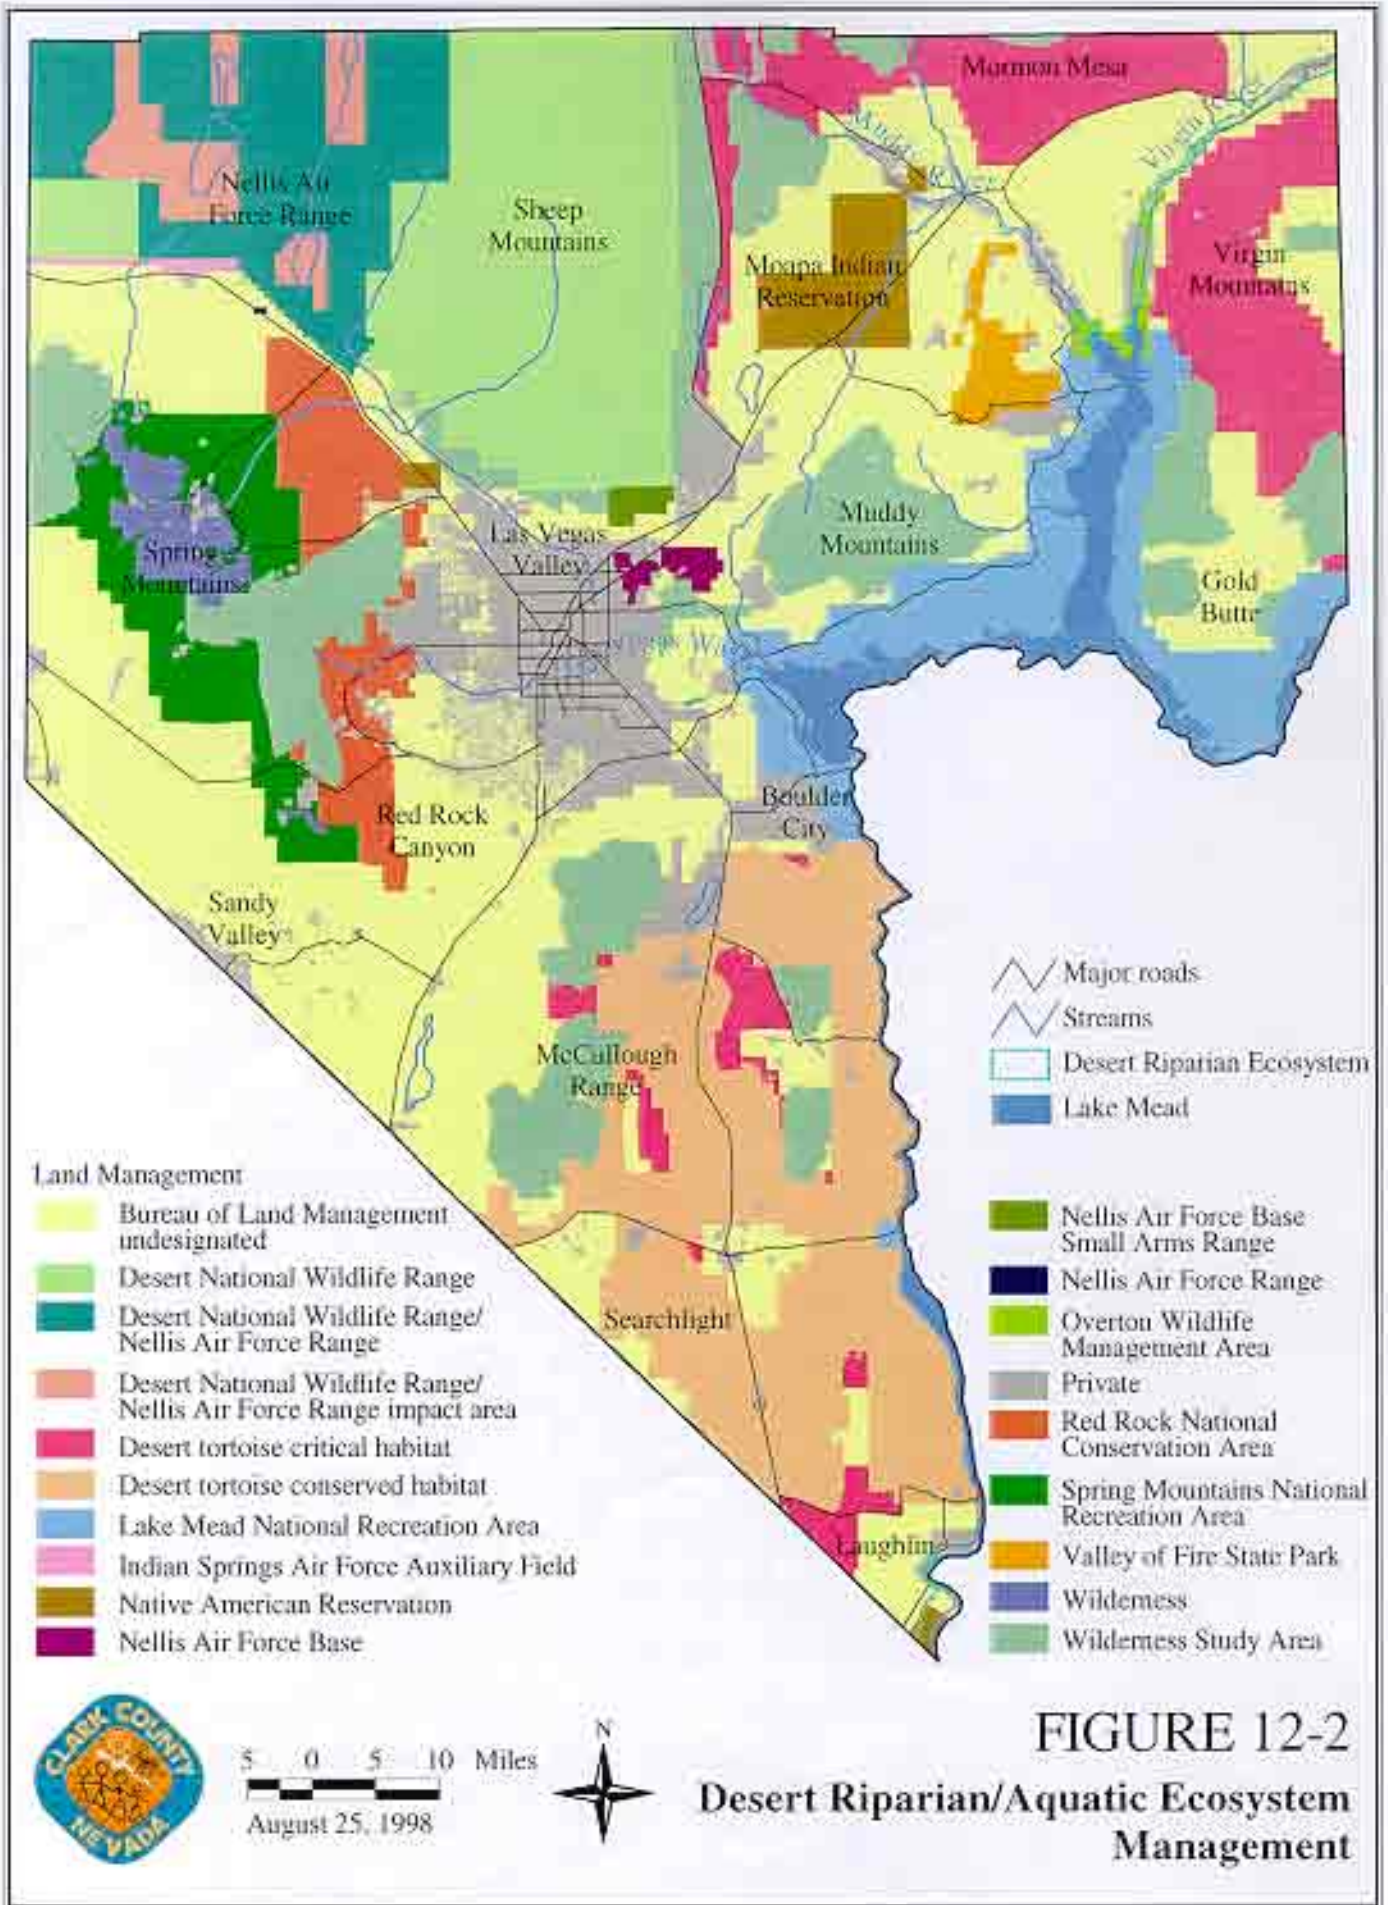 Mormon Mesa
Muddy River
Virgin
Nellis Air
Force Range
Sheep
Mountains
Virgin
Mountains
Moapa Indian
Reservation
Muddy
Mountains
Las Vegas
Valley
Spring
Mountains
Gold
Butte
Wash
Boulder
City
Red Rock
Canyon
Sandy
Valley
McCullough
Range
Searchlight
Laughlin
Major roads
Streams
Desert Riparian Ecosystem
Lake Mead
Land Management
Bureau of Land Management
undesignated
Desert National Wildlife Range
Desert National Wildlife Range/
Nellis Air Force Range
Desert National Wildlife Range/
Nellis Air Force Range impact area
Desert tortoise critical habitat
Desert tortoise conserved habitat
Lake Mead National Recreation Area
Indian Springs Air Force Auxiliary Field
Native American Reservation
Nellis Air Force Base
Nellis Air Force Base
Small Arms Range
Nellis Air Force Range
Overton Wildlife
Management Area
Private
Red Rock National
Conservation Area
Spring Mountains National
Recreation Area
Valley of Fire State Park
Wilderness
Wilderness Study Area
CLARK COUNTY
NEVADA
5 0 5 10 Miles
August 25, 1998
N
FIGURE 12-2
Desert Riparian/Aquatic Ecosystem
Management